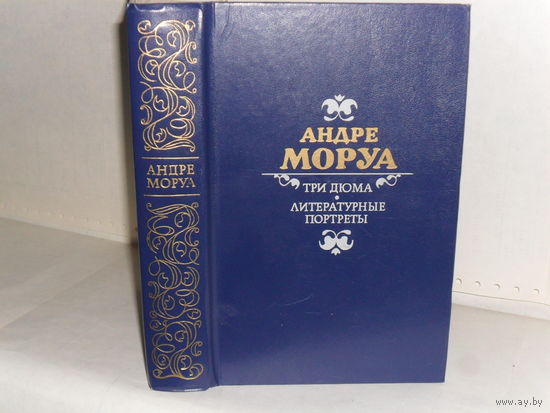 АНДРЕ
МОРУА
АНДРЕ
МОРУА
ТРИ ДЮМА
ЛИТЕРАТУРНЫЕ
ПОРТРЕТЫ
© www.ay.by